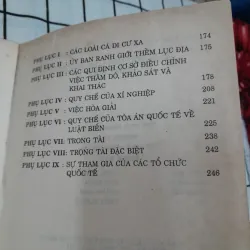 PHỤ LỤC I : CÁC LOÀI CÁ DI CƯ XA 174
PHỤ LỤC II : ỦY BAN RANH GIỚI THỀM LỤC ĐỊA 175
PHỤ LỤC III : CÁC QUI ĐỊNH CƠ SỞ ĐIỀU CHỈNH
VIỆC THĂM DÒ, KHẢO SÁT VÀ
KHAI THÁC
PHỤ LỤC IV : QUY CHẾ CỦA XÍ NGHIỆP 208
PHỤ LỤC V : VIỆC HÒA GIẢI 221
PHỤ LỤC VI : QUY CHẾ CỦA TÒA ÁN QUỐC TẾ VỀ
LUẬT BIỂN 225
PHỤ LỤC VII: TRỌNG TÀI 238
PHỤ LỤC VIII: TRỌNG TÀI ĐẶC BIỆT 242
PHỤ LỤC IX : SỰ THAM GIA CỦA CÁC TỔ CHỨC
QUỐC TẾ 246